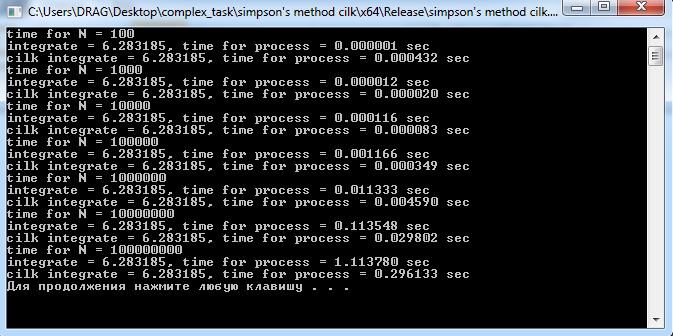 C:\Users\DRAG\Desktop\complex_task\simpson's method cilk\x64\Release\simpson's method cilk....
time for N = 100
integrate = 6.283185, time for process = 0.000001 sec
cilk integrate = 6.283185, time for process = 0.000432 sec
time for N = 1000
integrate = 6.283185, time for process = 0.000012 sec
cilk integrate = 6.283185, time for process = 0.000020 sec
time for N = 10000
integrate = 6.283185, time for process = 0.000116 sec
cilk integrate = 6.283185, time for process = 0.000083 sec
time for N = 100000
integrate = 6.283185, time for process = 0.001166 sec
cilk integrate = 6.283185, time for process = 0.000349 sec
time for N = 1000000
integrate = 6.283185, time for process = 0.011333 sec
cilk integrate = 6.283185, time for process = 0.004590 sec
time for N = 10000000
integrate = 6.283185, time for process = 0.113548 sec
cilk integrate = 6.283185, time for process = 0.029802 sec
time for N = 100000000
integrate = 6.283185, time for process = 1.113780 sec
cilk integrate = 6.283185, time for process = 0.296133 sec
Для продолжения нажмите любую клавишу . . .